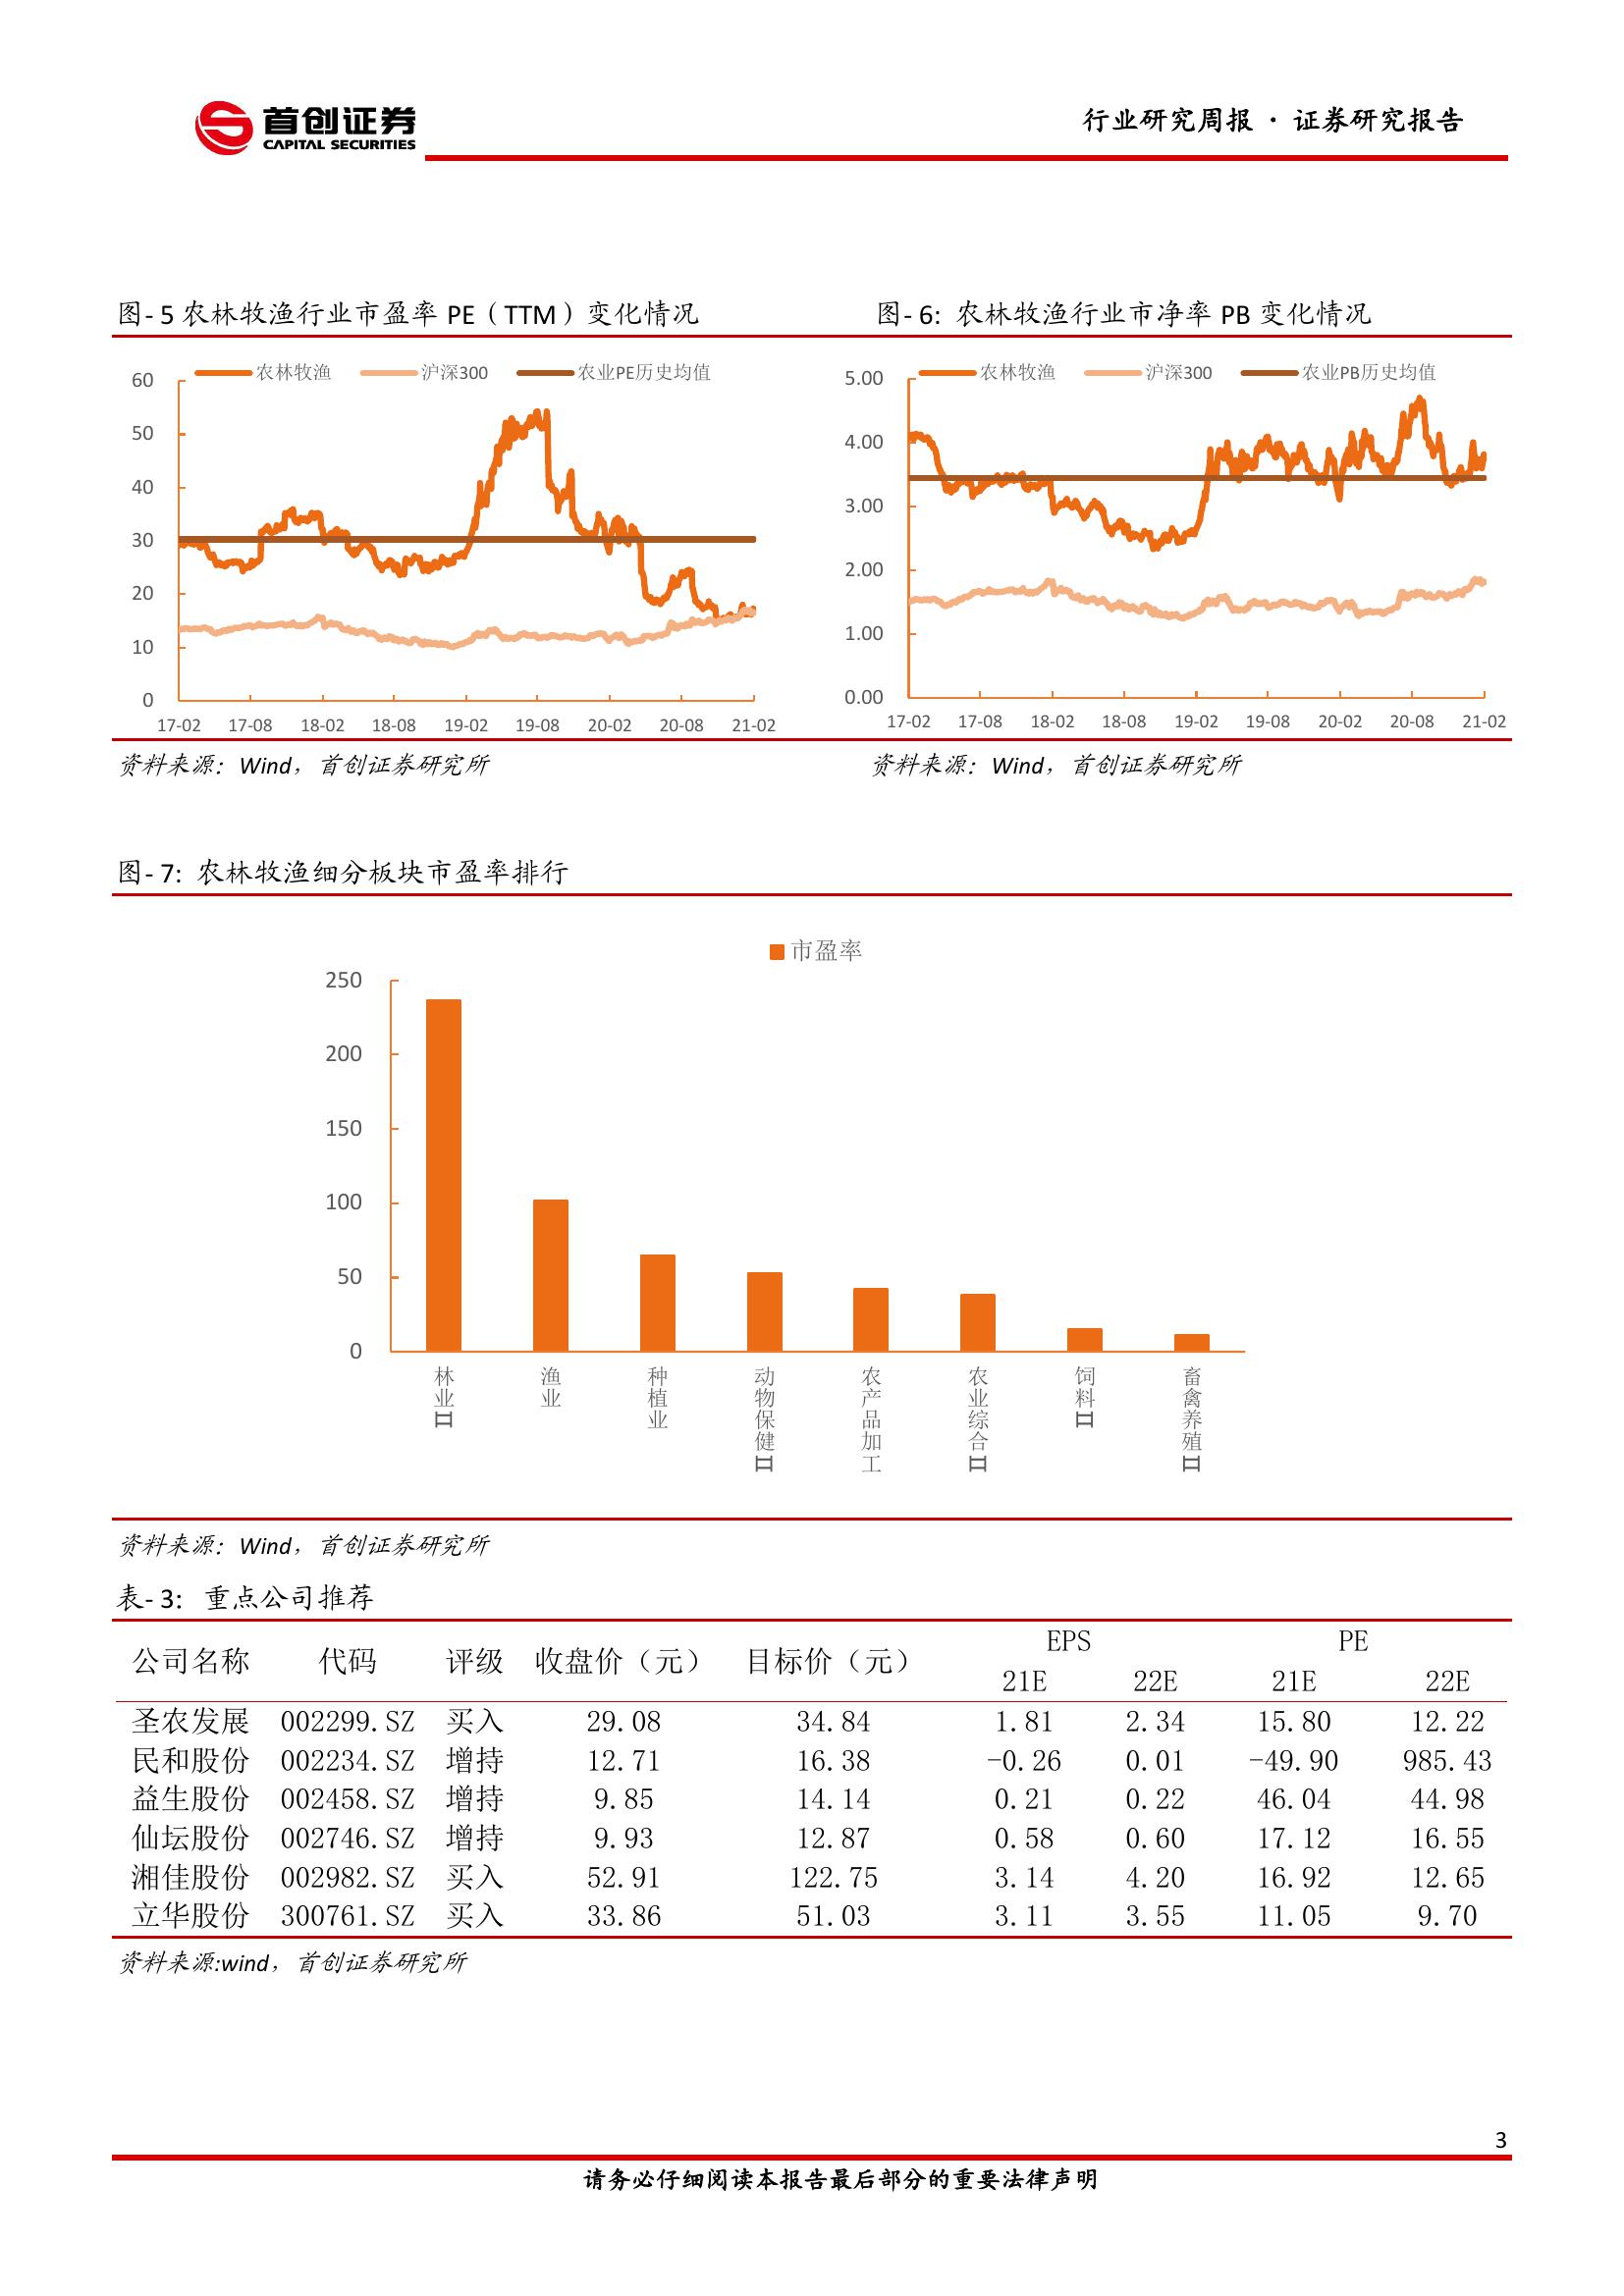 首创证券
CAPITAL SECURITIES
行业研究周报 · 证券研究报告
图- 5 农林牧渔行业市盈率 PE（TTM）变化情况
图- 6: 农林牧渔行业市净率 PB 变化情况
农林牧渔 沪深300 农业PE历史均值
60
50
40
30
20
10
0
17-02 17-08 18-02 18-08 19-02 19-08 20-02 20-08 21-02
农林牧渔 沪深300 农业PB历史均值
5.00
4.00
3.00
2.00
1.00
0.00
17-02 17-08 18-02 18-08 19-02 19-08 20-02 20-08 21-02
资料来源：Wind，首创证券研究所
资料来源：Wind，首创证券研究所
图- 7: 农林牧渔细分板块市盈率排行
市盈率
250
200
150
100
50
0
林业Ⅱ
渔业
种植业
动物保健Ⅱ
农产品加工
农业综合Ⅱ
饲料Ⅱ
畜禽养殖Ⅱ
资料来源：Wind，首创证券研究所
表- 3: 重点公司推荐
公司名称 代码 评级 收盘价（元） 目标价（元） EPS PE
21E 22E 21E 22E
圣农发展 002299.SZ 买入 29.08 34.84 1.81 2.34 15.80 12.22
民和股份 002234.SZ 增持 12.71 16.38 -0.26 0.01 -49.90 985.43
益生股份 002458.SZ 增持 9.85 14.14 0.21 0.22 46.04 44.98
仙坛股份 002746.SZ 增持 9.93 12.87 0.58 0.60 17.12 16.55
湘佳股份 002982.SZ 买入 52.91 122.75 3.14 4.20 16.92 12.65
立华股份 300761.SZ 买入 33.86 51.03 3.11 3.55 11.05 9.70
资料来源:wind，首创证券研究所
3
请务必仔细阅读本报告最后部分的重要法律声明